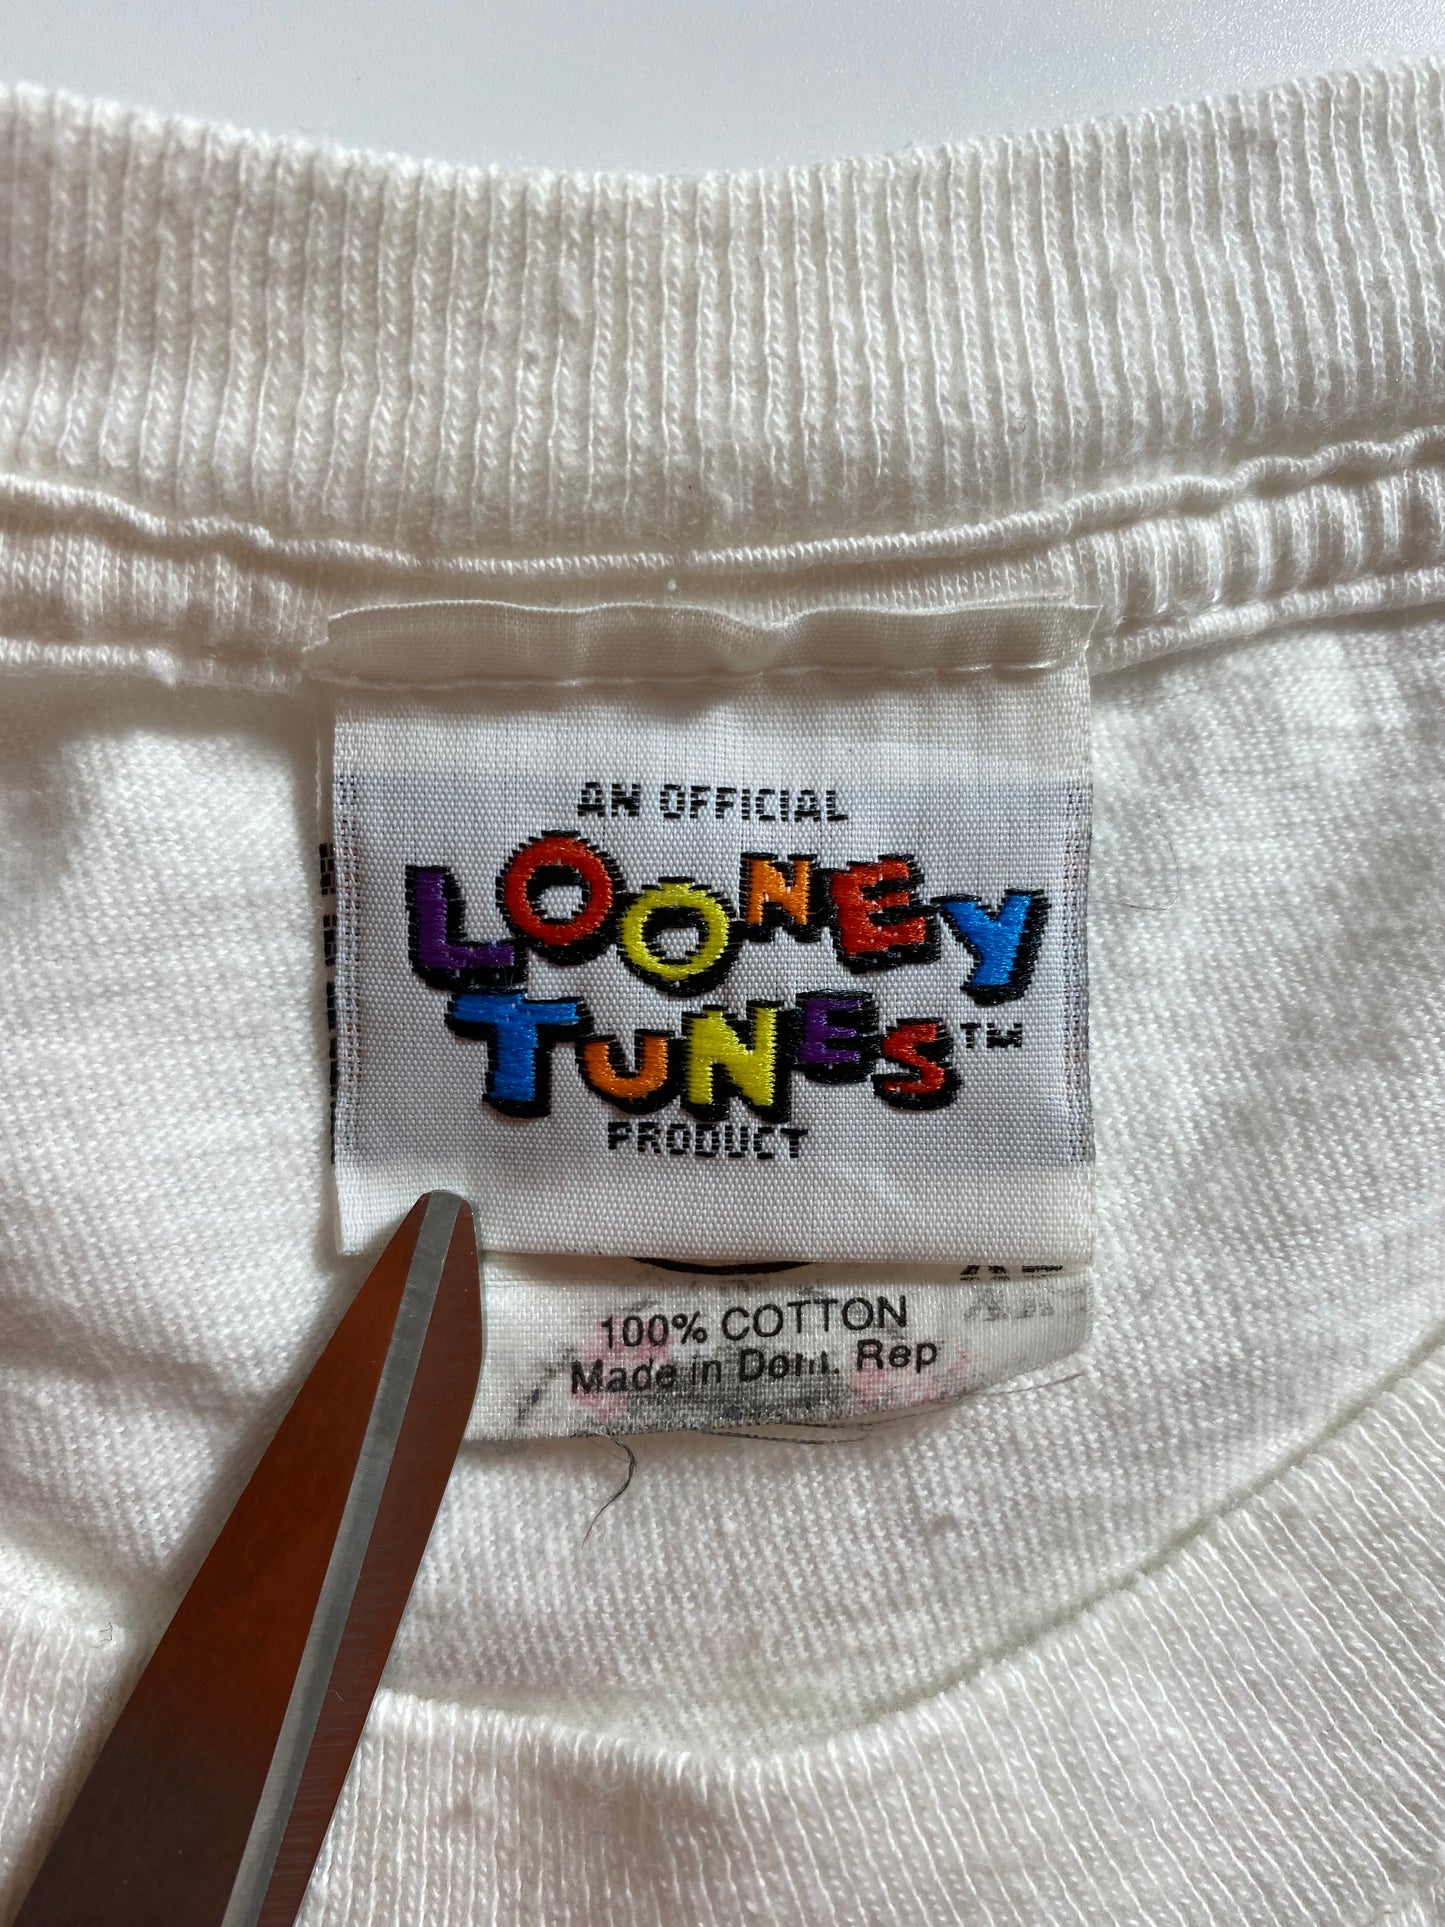 AN OFFICIAL
LOONEY
TUNES™
PRODUCT
100% COTTON
Made in Dom. Rep